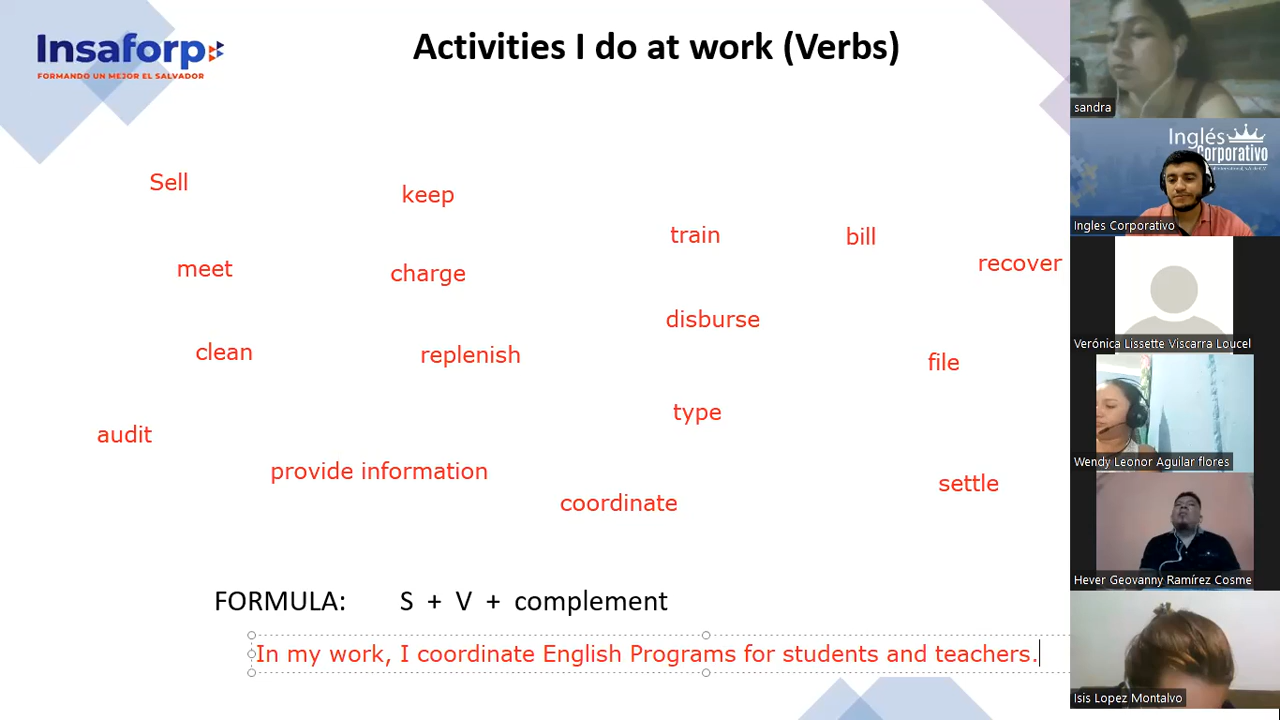 Insaforp
FORMANDO UN MEJOR EL SALVADOR
Activities I do at work (Verbs)
Sell
keep
train
bill
recover
meet
charge
disburse
clean
replenish
file
type
audit
provide information
settle
coordinate
FORMULA: S + V + complement
In my work, I coordinate English Programs for students and teachers.
sandra
Inglés
Corporativo
Ingles Corporativo
Verónica Lissette Viscarra Loucel
Wendy Leonor Aguilar flores
Hever Geovanny Ramírez Cosme
Isis Lopez Montalvo